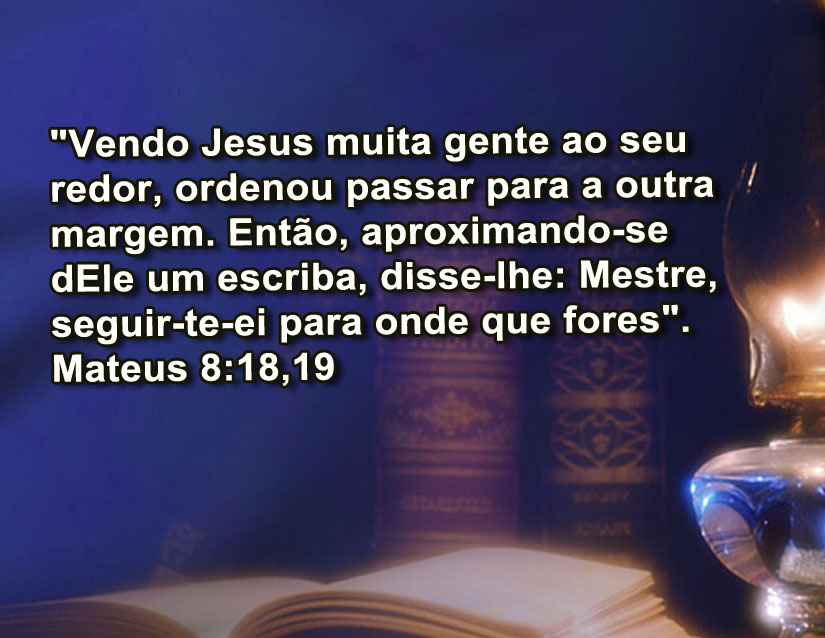 "Vendo Jesus muita gente ao seu
redor, ordenou passar para a outra
margem. Então, aproximando-se
dEle um escriba, disse-lhe: Mestre,
seguir-te-ei para onde que fores".
Mateus 8:18,19